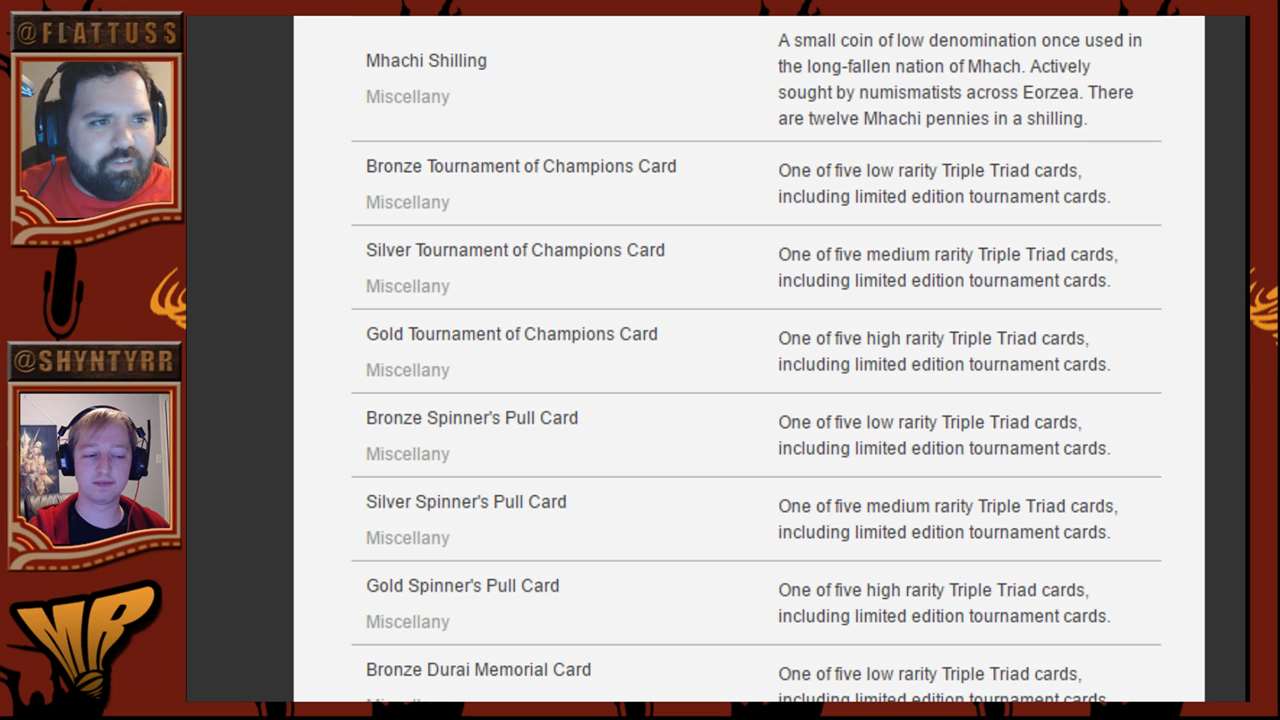 @FLATTUSS
@SHYNTYRR
MR
Mhachi Shilling
Miscellany
A small coin of low denomination once used in
the long-fallen nation of Mhach. Actively
sought by numismatists across Eorzea. There
are twelve Mhachi pennies in a shilling.
Bronze Tournament of Champions Card
Miscellany
One of five low rarity Triple Triad cards,
including limited edition tournament cards.
Silver Tournament of Champions Card
Miscellany
One of five medium rarity Triple Triad cards,
including limited edition tournament cards.
Gold Tournament of Champions Card
Miscellany
One of five high rarity Triple Triad cards,
including limited edition tournament cards.
Bronze Spinner's Pull Card
Miscellany
One of five low rarity Triple Triad cards,
including limited edition tournament cards.
Silver Spinner's Pull Card
Miscellany
One of five medium rarity Triple Triad cards,
including limited edition tournament cards.
Gold Spinner's Pull Card
Miscellany
One of five high rarity Triple Triad cards,
including limited edition tournament cards.
Bronze Durai Memorial Card
One of five low rarity Triple Triad cards,
including limited edition tournament cards